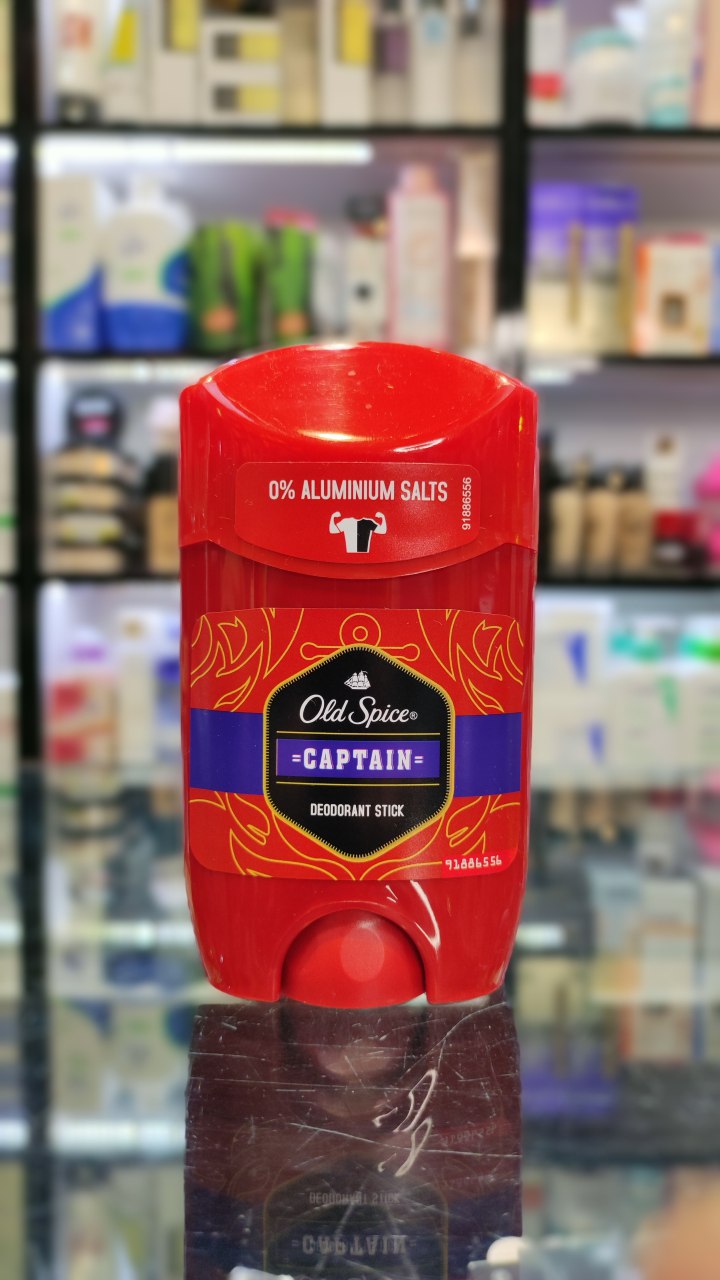 0% ALUMINIUM SALTS
91886556
Old Spice®
=CAPTAIN=
DEODORANT STICK
91886556